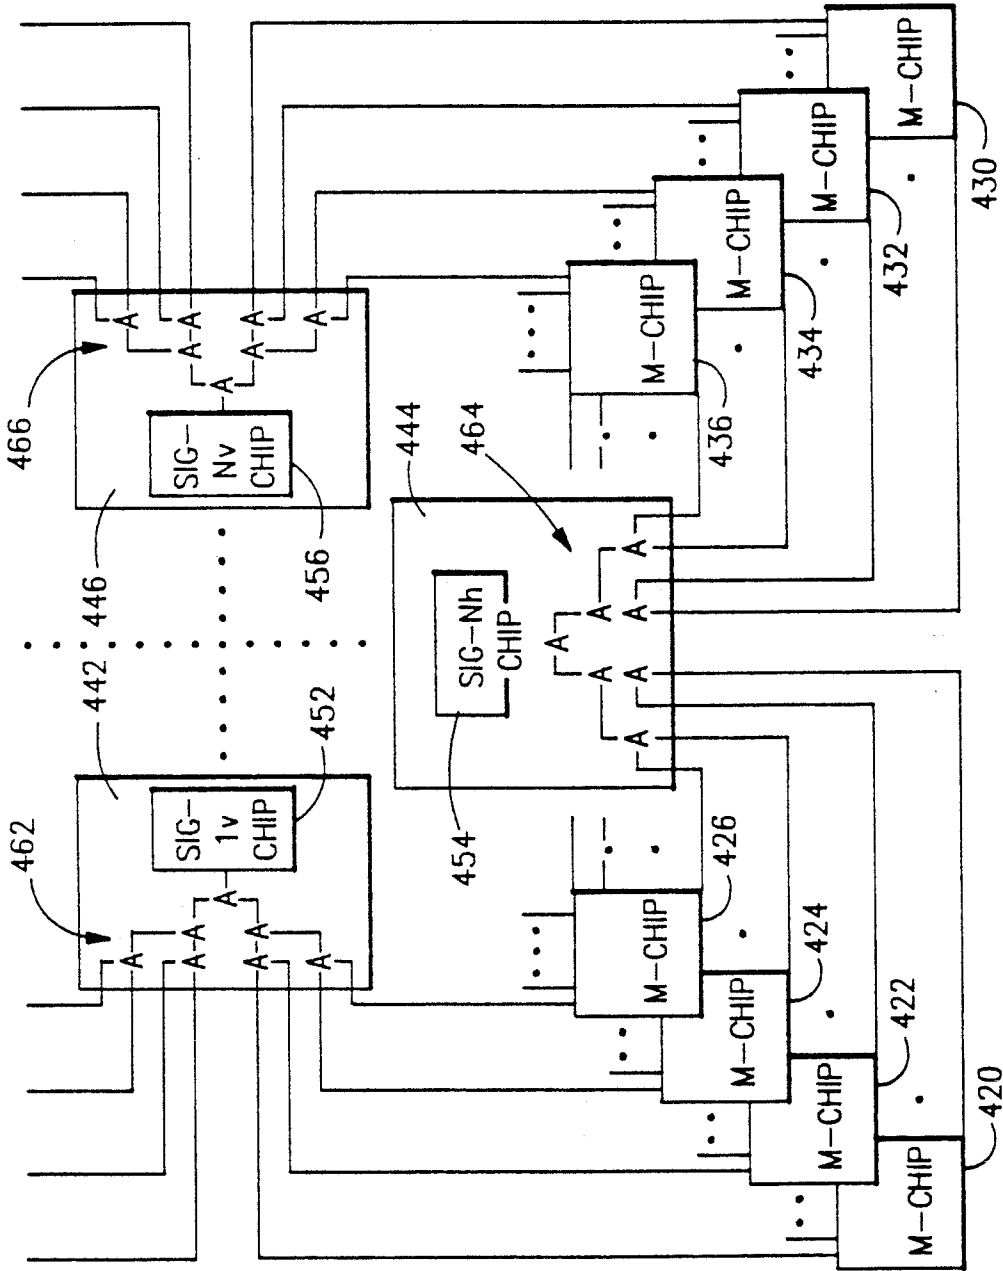 462 466
442 446
A A
A A SIG- SIG- A A
A 1v Nv A
A A CHIP CHIP A A
A 452 456 A
444
454 SIG-Nh 464
CHIP
A
A A
A A A A
M-CHIP M-CHIP
426 436
M-CHIP M-CHIP
424 434
M-CHIP M-CHIP
422 432
M-CHIP M-CHIP
420 430